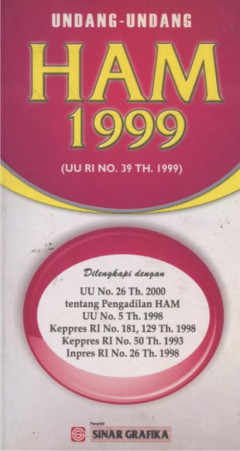 UNDANG-UNDANG
HAM
1999
(UU RI NO. 39 TH. 1999)
Dilengkapi dengan
UU No. 26 Th. 2000
tentang Pengadilan HAM
UU No. 5 Th. 1998
Keppres RI No. 181, 129 Th. 1998
Keppres RI No. 50 Th. 1993
Inpres RI No. 26 Th. 1998
Penerbit
SINAR GRAFIKA